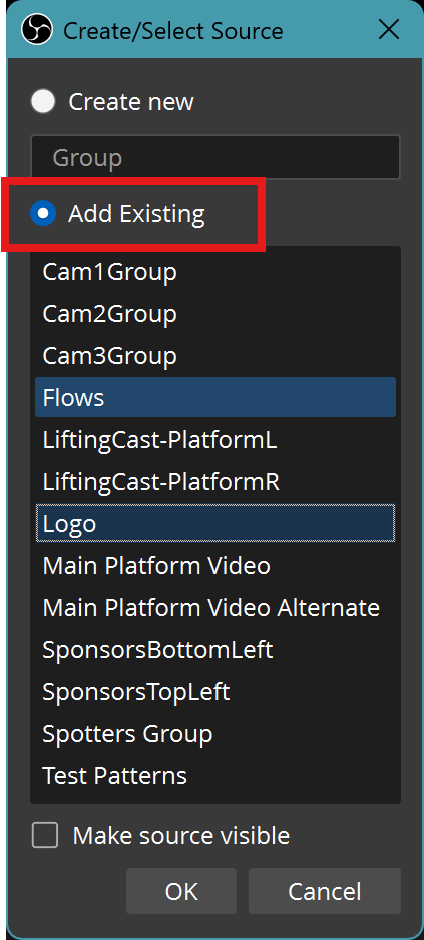 Create/Select Source
Create new
Group
Add Existing
Cam1Group
Cam2Group
Cam3Group
Flows
LiftingCast-PlatformL
LiftingCast-PlatformR
Logo
Main Platform Video
Main Platform Video Alternate
SponsorsBottomLeft
SponsorsTopLeft
Spotters Group
Test Patterns
Make source visible
OK Cancel